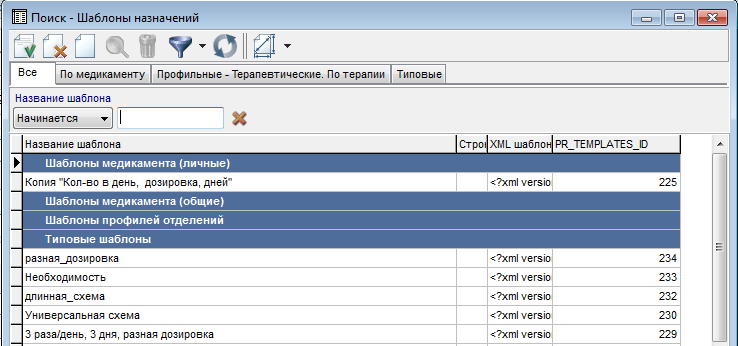 Поиск - Шаблоны назначений
Все По медикаменту Профильные - Терапевтические. По терапии Типовые
Название шаблона
Начинается
Название шаблона Стро XML шаблон PR_TEMPLATES_ID
Шаблоны медикамента (личные)
Копия "Кол-во в день, дозировка, дней" <?xml versio 225
Шаблоны медикамента (общие)
Шаблоны профилей отделений
Типовые шаблоны
разная_дозировка <?xml versio 234
Необходимость <?xml versio 233
длинная_схема <?xml versio 232
Универсальная схема <?xml versio 230
3 раза/день, 3 дня, разная дозировка <?xml versio 229